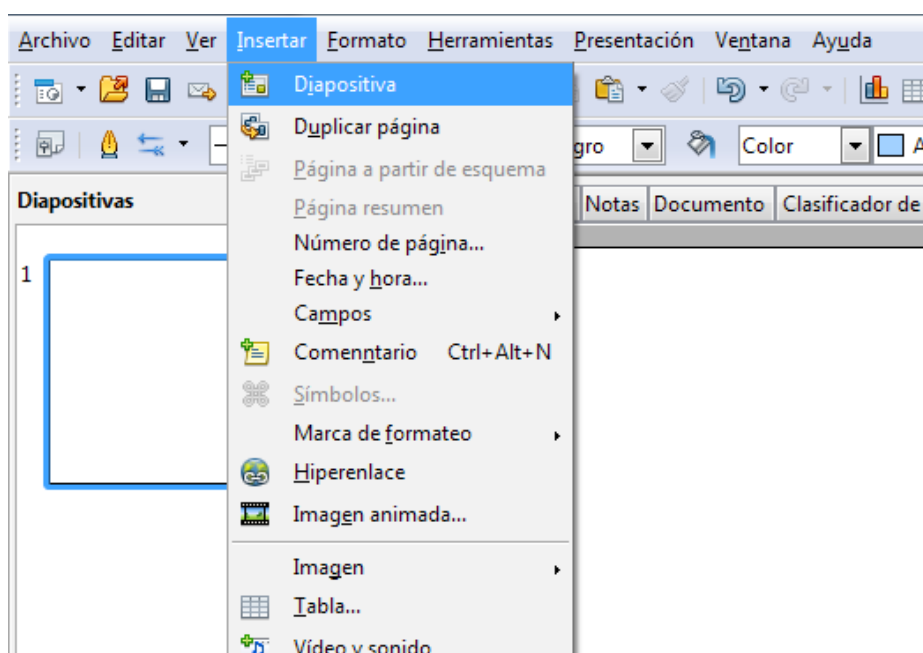 Archivo Editar Ver Insertar Formato Herramientas Presentación Ventana Ayuda
Diapositiva
Duplicar página
gro Color A
Página a partir de esquema
Diapositivas
Página resumen
Notas Documento Clasificador de
Número de página...
1
Fecha y hora...
Campos
Comenntario Ctrl+Alt+N
Símbolos...
Marca de formateo
Hiperenlace
Imagen animada...
Imagen
Tabla...
Vídeo y sonido